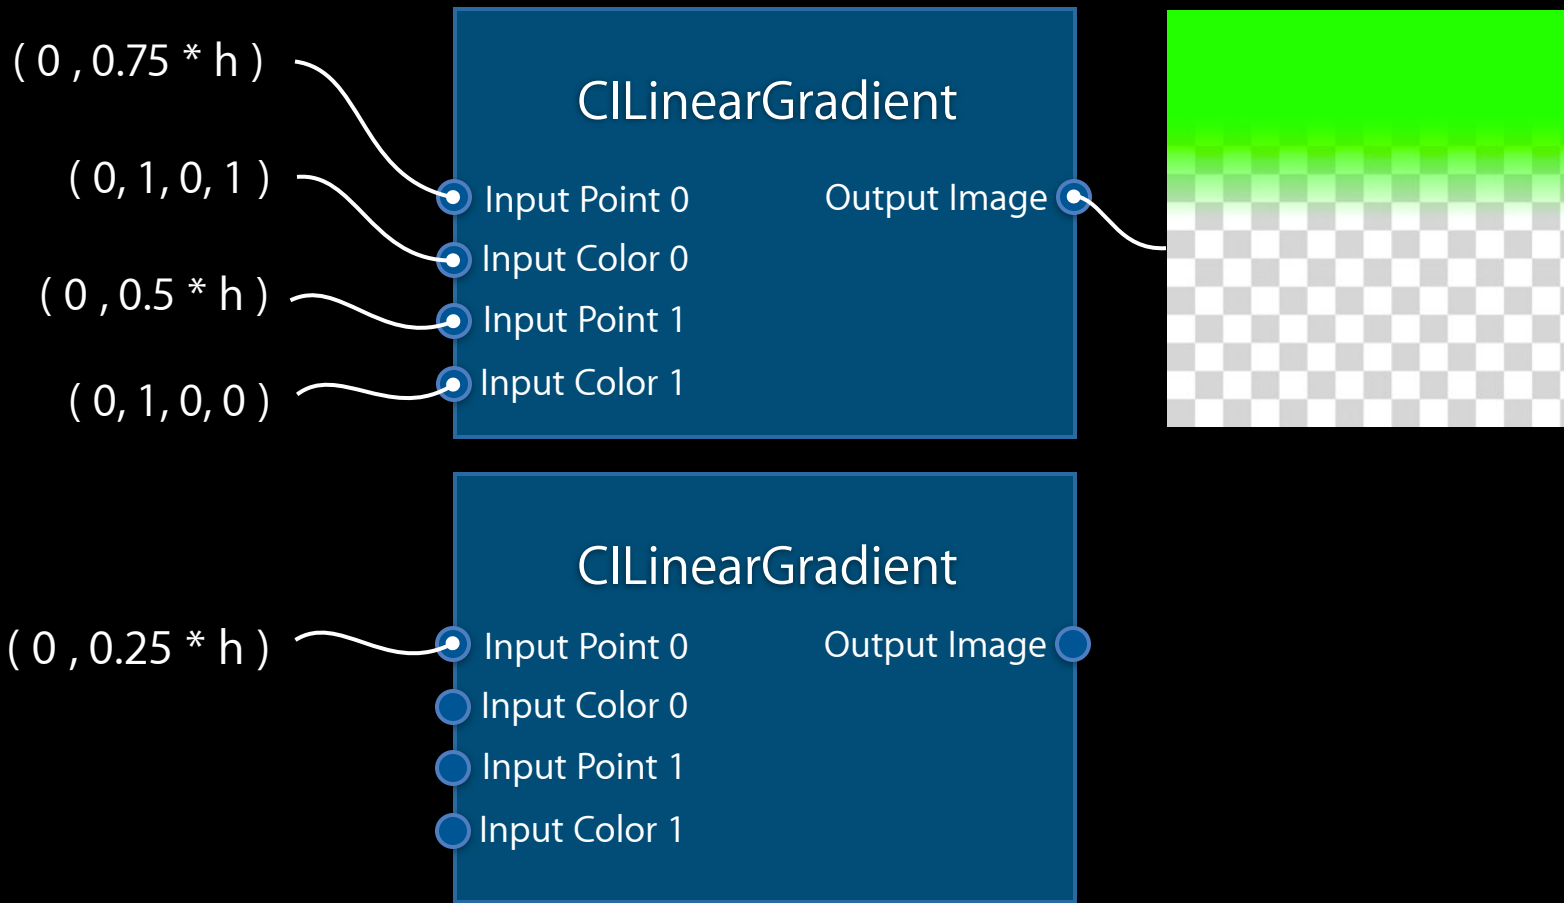 ( 0 , 0.75 * h )
CILinearGradient
( 0, 1, 0, 1 )
Input Point 0
Output Image
Input Color 0
( 0 , 0.5 * h )
Input Point 1
Input Color 1
( 0, 1, 0, 0 )
CILinearGradient
( 0 , 0.25 * h )
Input Point 0
Output Image
Input Color 0
Input Point 1
Input Color 1